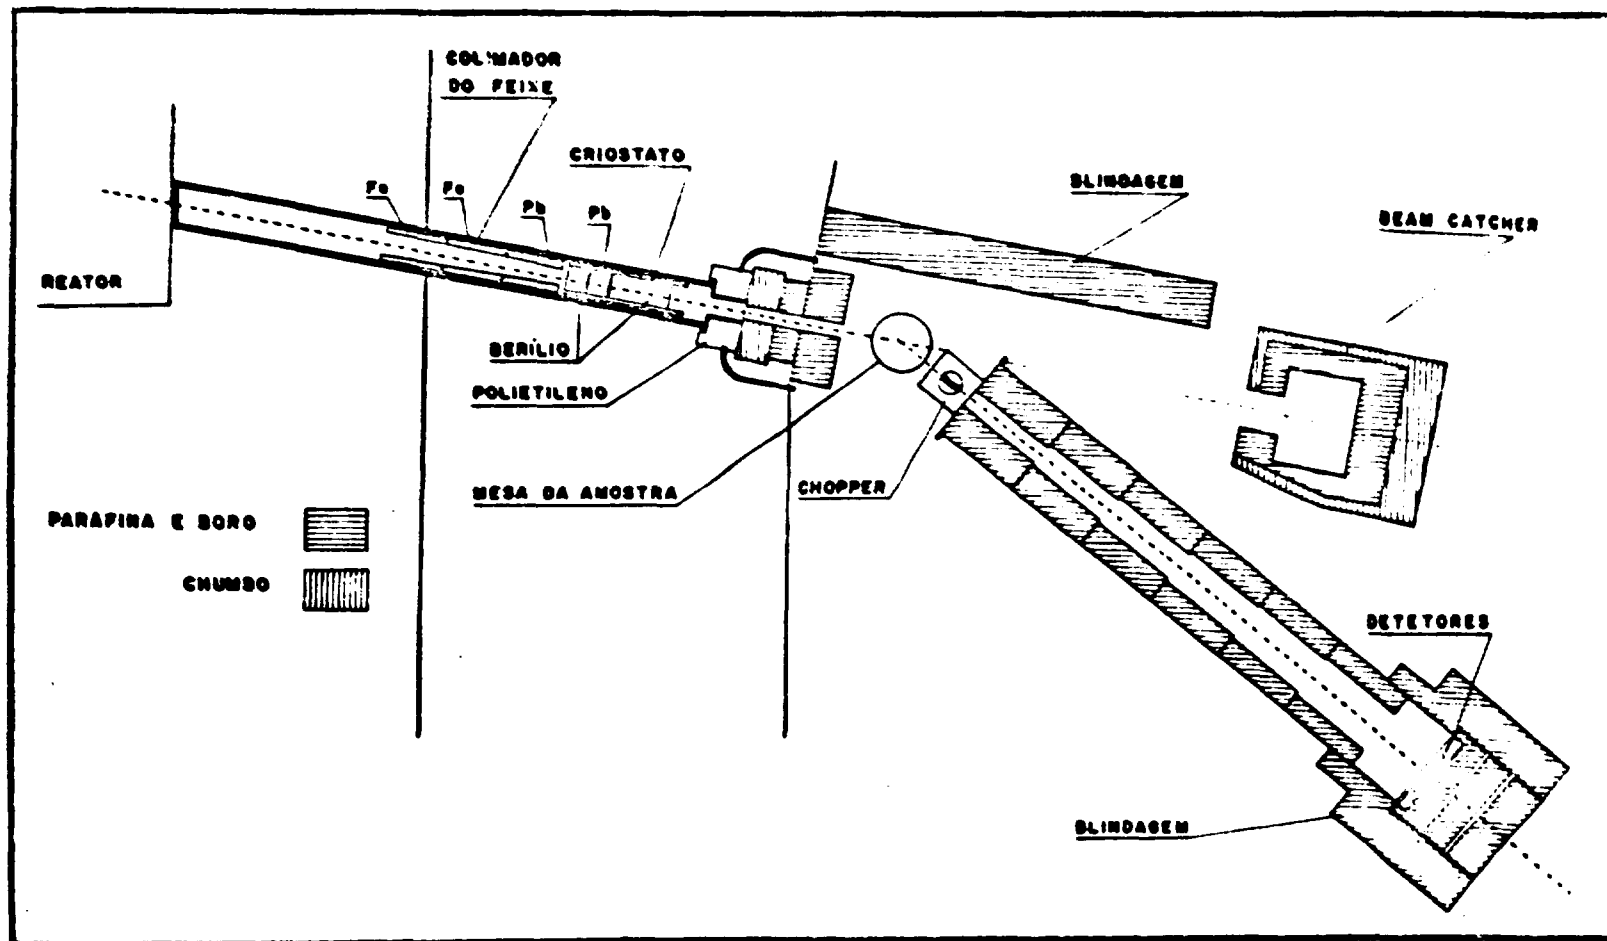 COLIMADOR
DO FEIXE
CRIOSTATO
BLINDAGEM
BEAM CATCHER
Fe
Fe
Pb
Pb
REATOR
BERÍLIO
POLIETILENO
MESA DA AMOSTRA
CHOPPER
PARAFINA E BORO
CHUMBO
DETETORES
BLINDAGEM